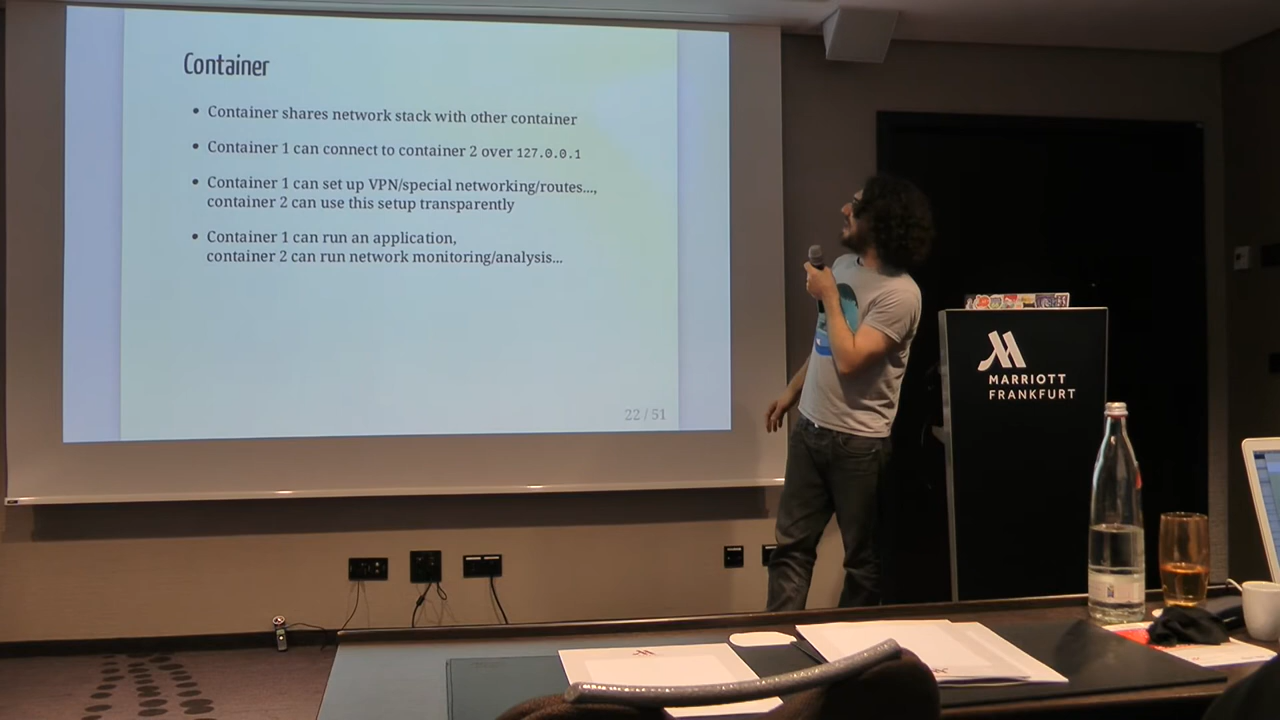 Container
• Container shares network stack with other container
• Container 1 can connect to container 2 over 127.0.0.1
• Container 1 can set up VPN/special networking/routes...,
container 2 can use this setup transparently
• Container 1 can run an application,
container 2 can run network monitoring/analysis...
22 / 51
MARRIOTT
FRANKFURT